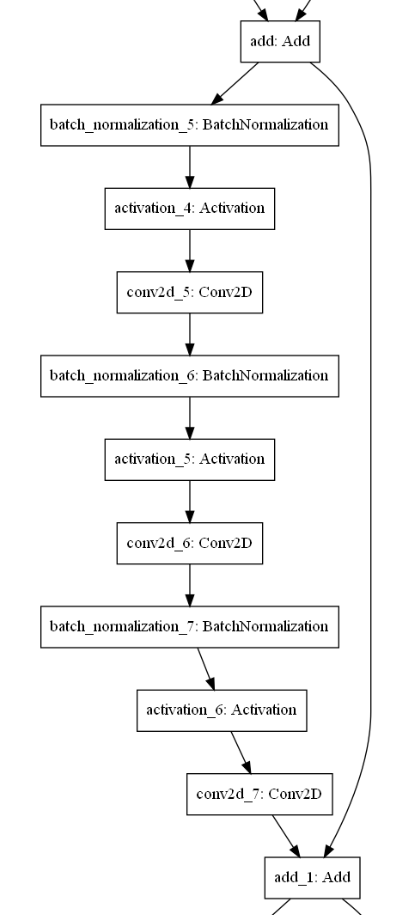 add: Add
batch_normalization_5: BatchNormalization
activation_4: Activation
conv2d_5: Conv2D
batch_normalization_6: BatchNormalization
activation_5: Activation
conv2d_6: Conv2D
batch_normalization_7: BatchNormalization
activation_6: Activation
conv2d_7: Conv2D
add_1: Add